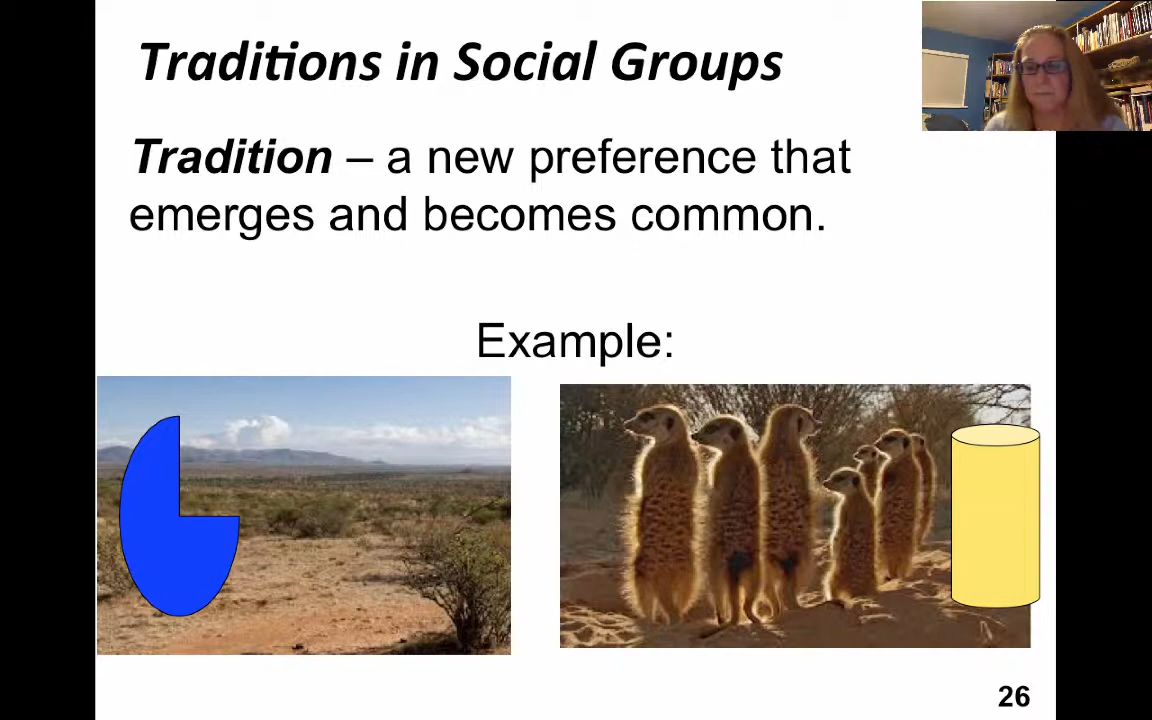 Traditions in Social Groups
Tradition – a new preference that
emerges and becomes common.
Example:
26